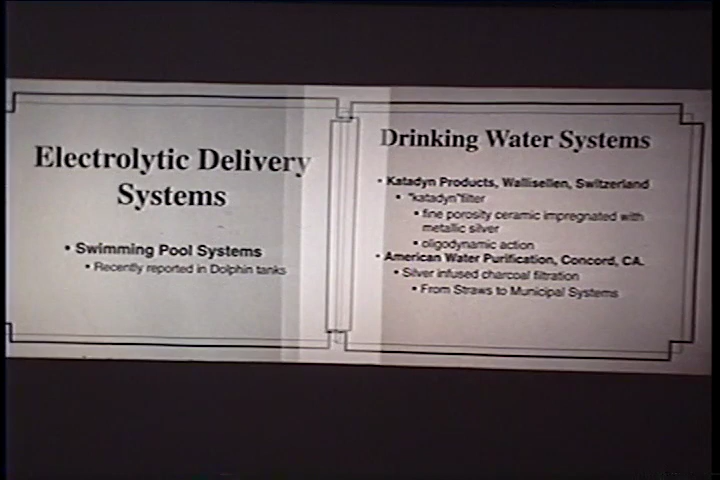 Electrolytic Delivery
Systems
• Swimming Pool Systems
• Recently reported in Dolphin tanks
Drinking Water Systems
• Katadyn Products, Wallisellen, Switzerland
• "katadyn"filter
• fine porosity ceramic impregnated with
metallic silver
• oligodynamic action
• American Water Purification, Concord, CA.
• Silver infused charcoal filtration
• From Straws to Municipal Systems